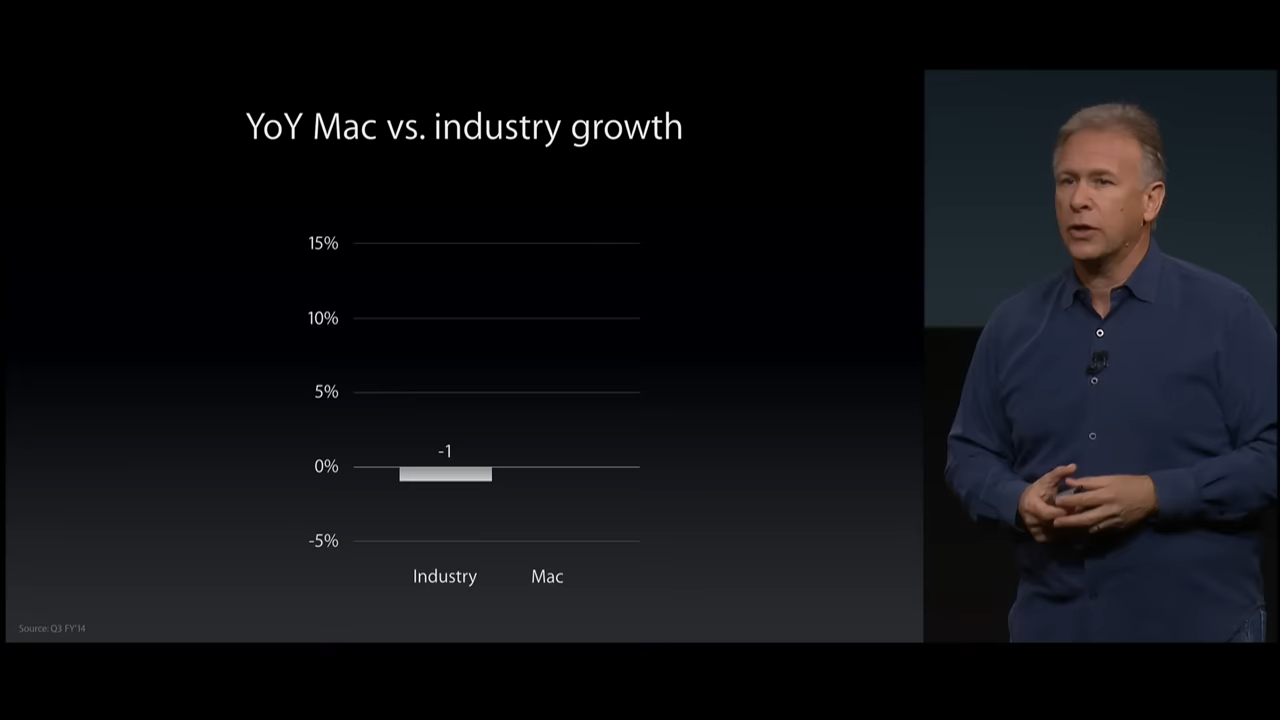 YoY Mac vs. industry growth
15%
10%
5%
-1
0%
-5%
Industry Mac
Source: Q3 FY'14